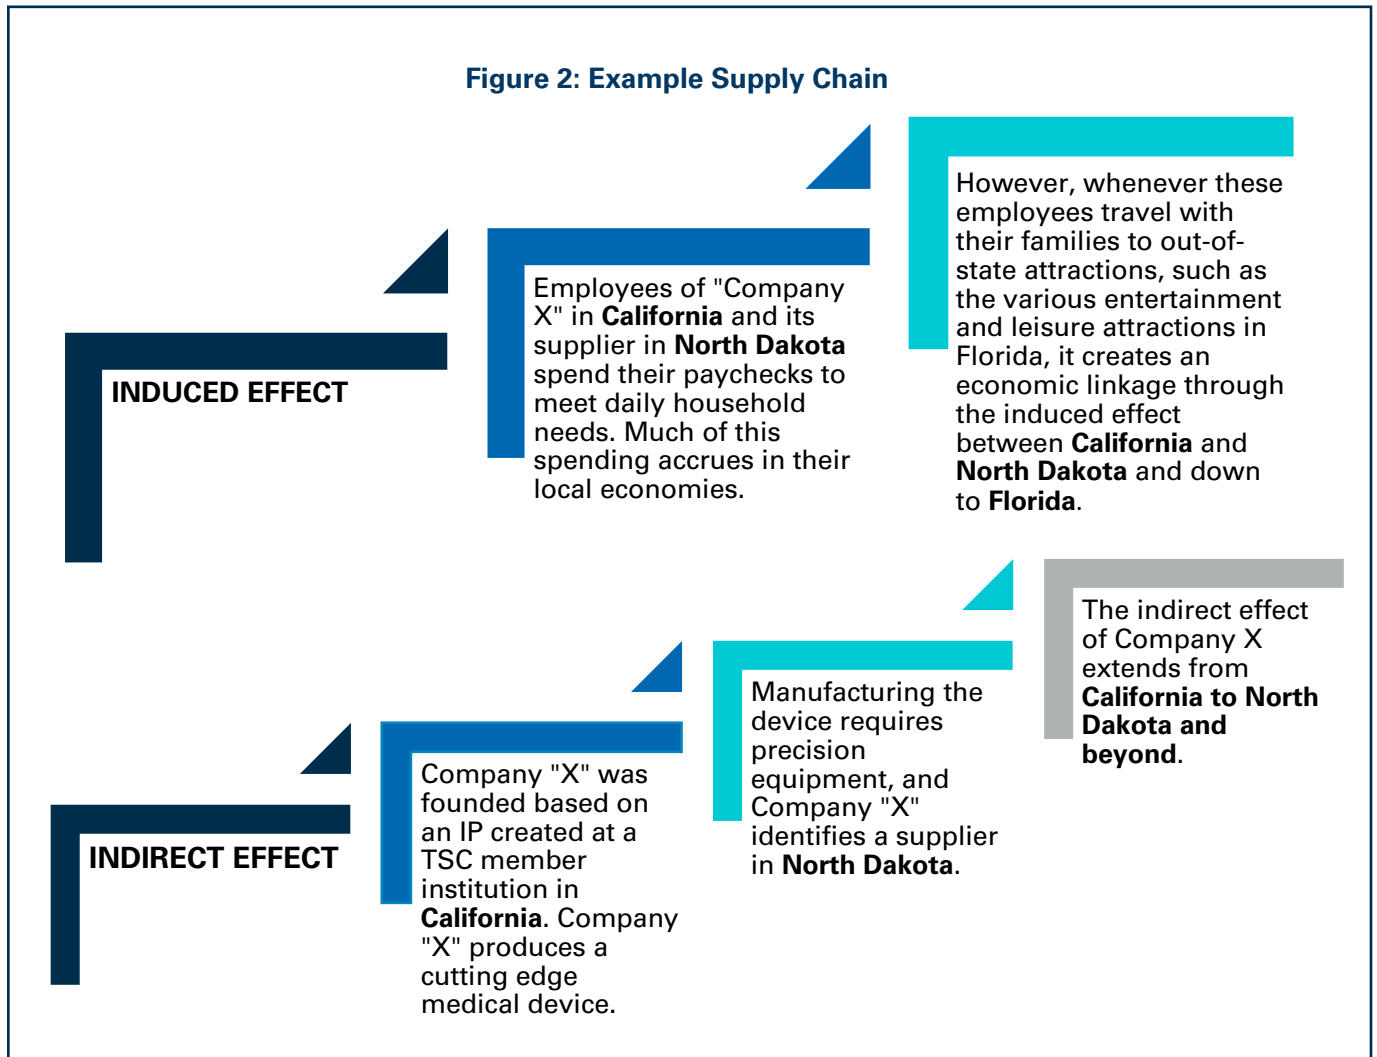 Figure 2: Example Supply Chain
INDUCED EFFECT
Employees of "Company
X" in California and its
supplier in North Dakota
spend their paychecks to
meet daily household
needs. Much of this
spending accrues in their
local economies.
However, whenever these
employees travel with
their families to out-of-
state attractions, such as
the various entertainment
and leisure attractions in
Florida, it creates an
economic linkage through
the induced effect
between California and
North Dakota and down
to Florida.
INDIRECT EFFECT
Company "X" was
founded based on
an IP created at a
TSC member
institution in
California. Company
"X" produces a
cutting edge
medical device.
Manufacturing the
device requires
precision
equipment, and
Company "X"
identifies a supplier
in North Dakota.
The indirect effect
of Company X
extends from
California to North
Dakota and
beyond.